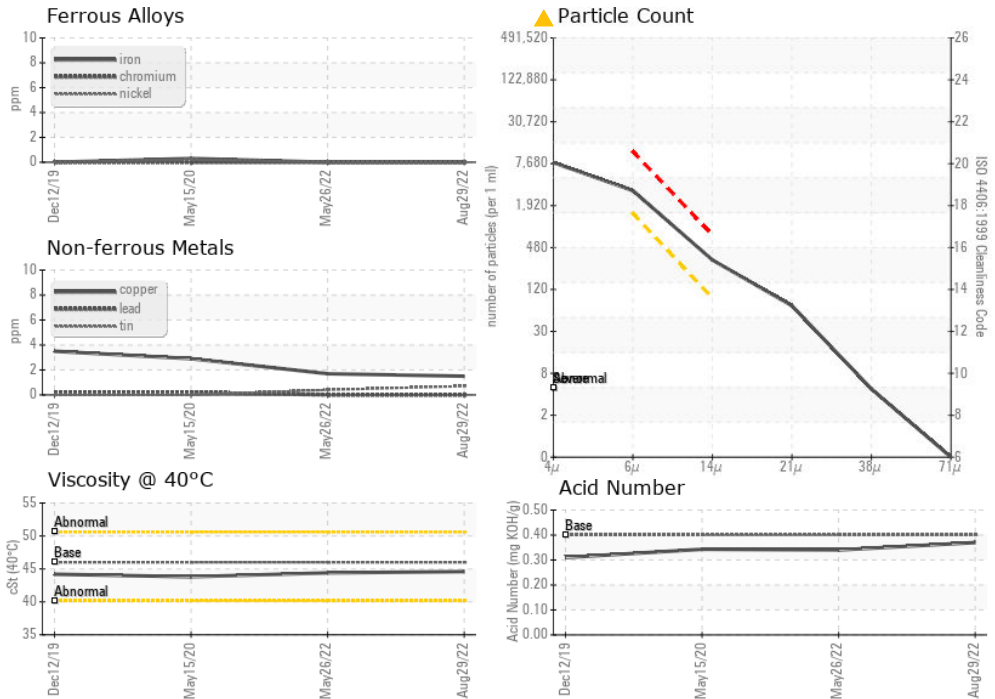 Ferrous Alloys
10
8
6
4
2
0
ppm
iron
chromium
nickel
Dec12/19
May15/20
May26/22
Aug29/22
Non-ferrous Metals
10
8
6
4
2
0
ppm
copper
lead
tin
Dec12/19
May15/20
May26/22
Aug29/22
Viscosity @ 40°C
55
50
45
40
35
cSt (40°C)
Abnormal
Base
Abnormal
Dec12/19
May15/20
May26/22
Aug29/22
Particle Count
491,520
122,880
30,720
7,680
1,920
480
120
30
8
2
0
number of particles (per 1 ml)
26
24
22
20
18
16
14
12
10
8
6
ISO 4406:1999 Cleanliness Code
Abnormal
4µ
6µ
14µ
21µ
38µ
71µ
Acid Number
0.50
0.40
0.30
0.20
0.10
0.00
Acid Number (mg KOH/g)
Base
Dec12/19
May15/20
May26/22
Aug29/22